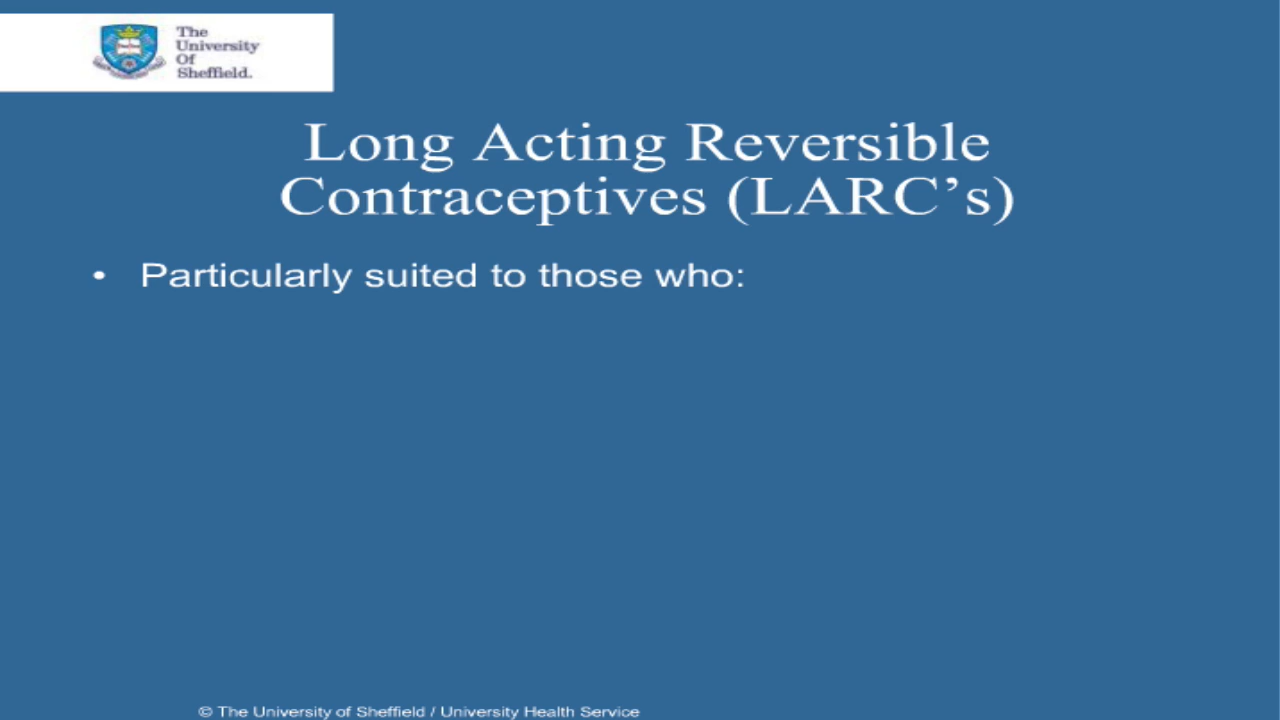 The
University
Of
Sheffield.
Long Acting Reversible
Contraceptives (LARC’s)
• Particularly suited to those who:
© The University of Sheffield / University Health Service